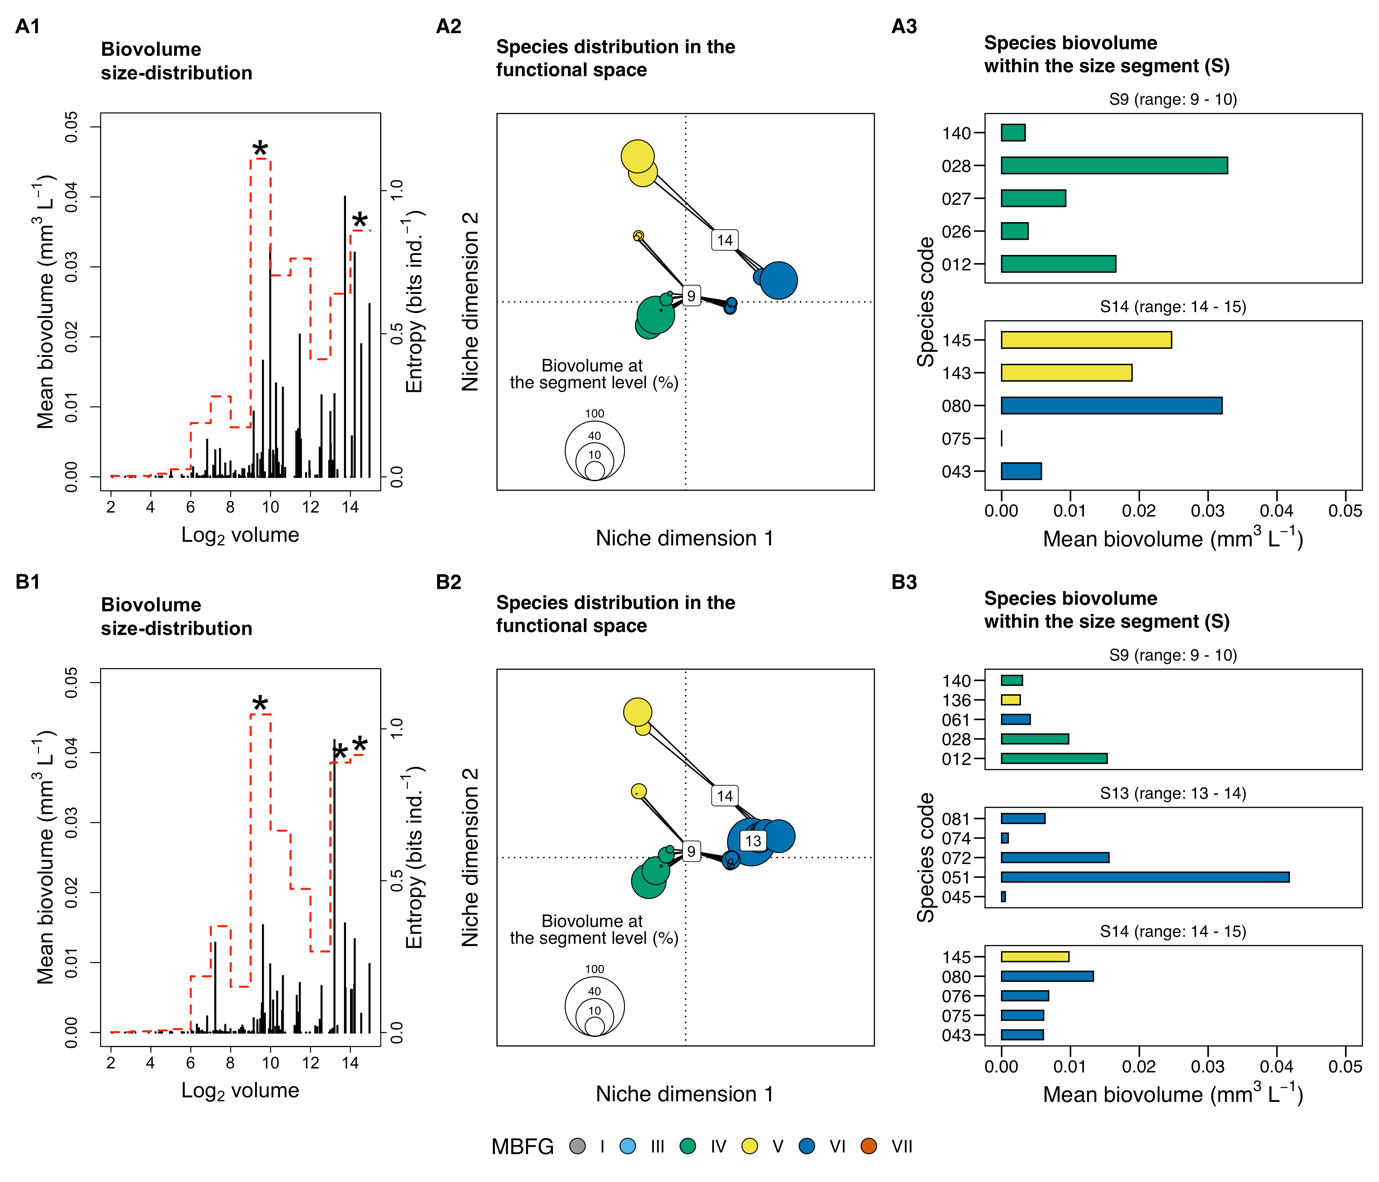 A1
Biovolume
size-distribution
Mean biovolume (mm³ L⁻¹)
0.00 0.01 0.02 0.03 0.04 0.05
* *
Entropy (bits ind.⁻¹)
0.0 0.5 1.0
2 4 6 8 10 12 14
Log₂ volume
A2
Species distribution in the
functional space
Niche dimension 2
14
9
Biovolume at
the segment level (%)
100
40
10
Niche dimension 1
A3
Species biovolume
within the size segment (S)
S9 (range: 9 - 10)
140
028
027
026
012
Species code
S14 (range: 14 - 15)
145
143
080
075
043
0.00 0.01 0.02 0.03 0.04 0.05
Mean biovolume (mm³ L⁻¹)
B1
Biovolume
size-distribution
Mean biovolume (mm³ L⁻¹)
0.00 0.01 0.02 0.03 0.04 0.05
* * *
Entropy (bits ind.⁻¹)
0.0 0.5 1.0
2 4 6 8 10 12 14
Log₂ volume
B2
Species distribution in the
functional space
Niche dimension 2
14
13
9
Biovolume at
the segment level (%)
100
40
10
Niche dimension 1
B3
Species biovolume
within the size segment (S)
S9 (range: 9 - 10)
140
136
061
028
012
Species code
S13 (range: 13 - 14)
081
074
072
051
045
S14 (range: 14 - 15)
145
080
076
075
043
0.00 0.01 0.02 0.03 0.04 0.05
Mean biovolume (mm³ L⁻¹)
MBFG I III IV V VI VII